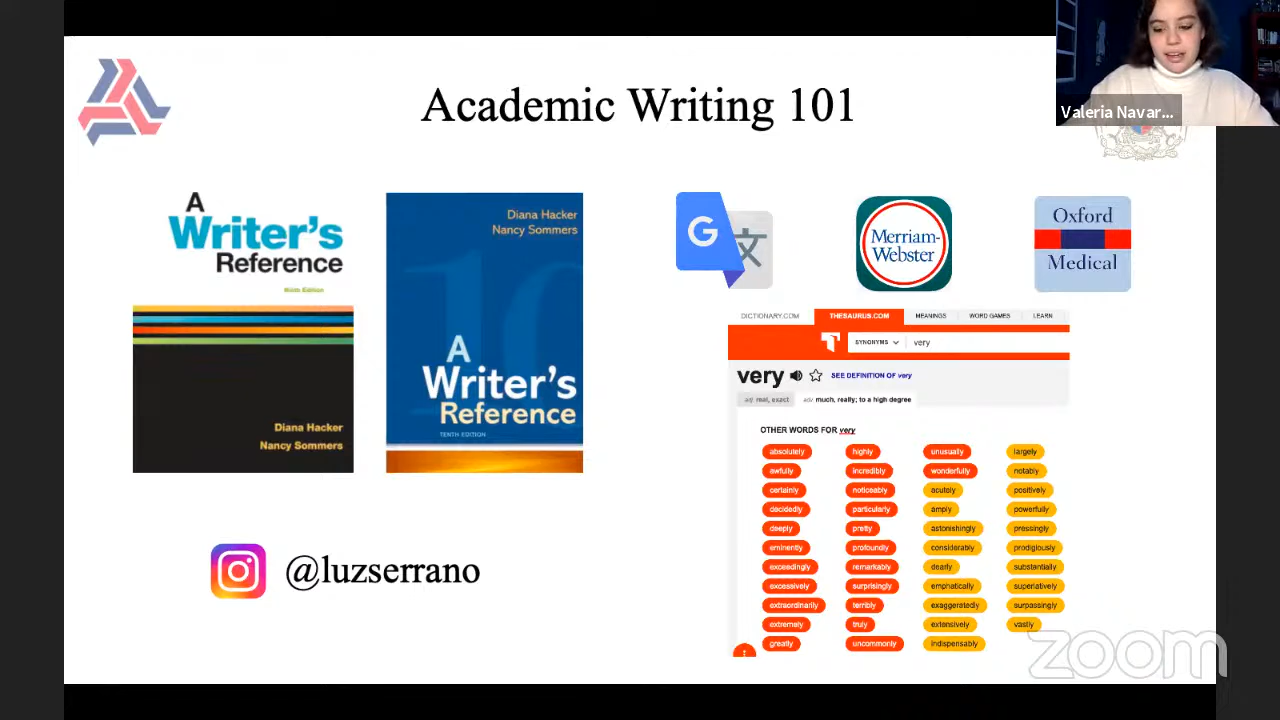 Academic Writing 101
Valeria Navar...
A
Writer's
Reference
Ninth Edition
Diana Hacker
Nancy Sommers
Diana Hacker
Nancy Sommers
10
A
Writer's
Reference
TENTH EDITION
G
文
Merriam-
Webster
Oxford
Medical
DICTIONARY.COM THESAURUS.COM MEANINGS WORD GAMES LEARN
SYNONYMS very
very SEE DEFINITION OF very
adj real, exact adv much, really; to a high degree
OTHER WORDS FOR very
absolutely highly unusually largely
awfully incredibly wonderfully notably
certainly noticeably acutely positively
decidedly particularly amply powerfully
deeply pretty astonishingly pressingly
eminently profoundly considerably prodigiously
exceedingly remarkably dearly substantially
excessively surprisingly emphatically superlatively
extraordinarily terribly exaggeratedly surpassingly
extremely truly extensively vastly
greatly uncommonly indispensably
@luzserrano
zoom